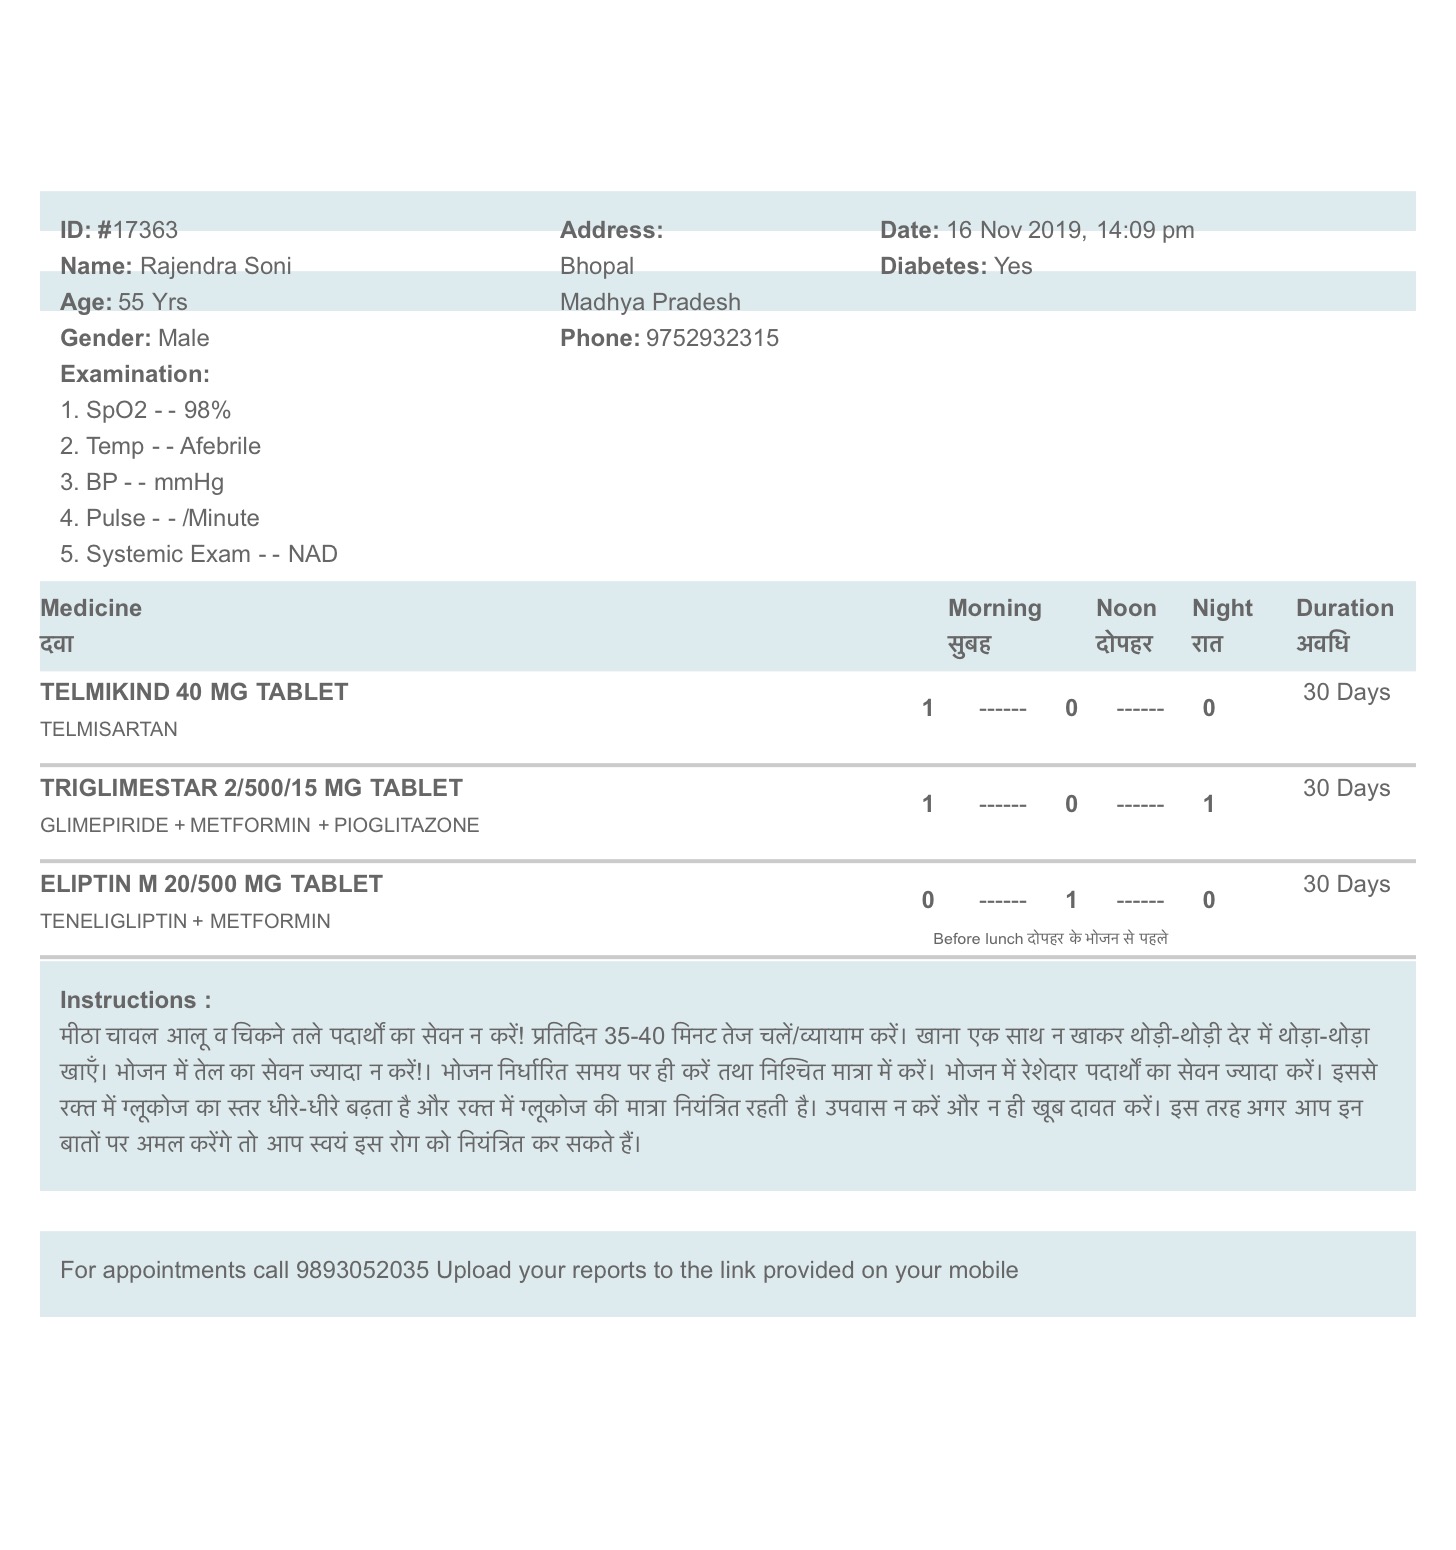 ID: #17363 Address: Date: 16 Nov 2019, 14:09 pm
Name: Rajendra Soni Bhopal Diabetes: Yes
Age: 55 Yrs Madhya Pradesh
Gender: Male Phone: 9752932315
Examination:
1. SpO2 - - 98%
2. Temp - - Afebrile
3. BP - - mmHg
4. Pulse - - /Minute
5. Systemic Exam - - NAD
Medicine Morning Noon Night Duration
दवा सुबह दोपहर रात अवधि
TELMIKIND 40 MG TABLET 30 Days
1 ------ 0 ------ 0
TELMISARTAN
TRIGLIMESTAR 2/500/15 MG TABLET 30 Days
1 ------ 0 ------ 1
GLIMEPIRIDE + METFORMIN + PIOGLITAZONE
ELIPTIN M 20/500 MG TABLET 30 Days
0 ------ 1 ------ 0
TENELIGLIPTIN + METFORMIN
Before lunch दोपहर के भोजन से पहले
Instructions :
मीठा चावल आलू व चिकने तले पदार्थों का सेवन न करें! प्रतिदिन 35-40 मिनट तेज चलें/व्यायाम करें। खाना एक साथ न खाकर थोड़ी-थोड़ी देर में थोड़ा-थोड़ा
खाएँ। भोजन में तेल का सेवन ज्यादा न करें!। भोजन निर्धारित समय पर ही करें तथा निश्चित मात्रा में करें। भोजन में रेशेदार पदार्थों का सेवन ज्यादा करें। इससे
रक्त में ग्लूकोज का स्तर धीरे-धीरे बढ़ता है और रक्त में ग्लूकोज की मात्रा नियंत्रित रहती है। उपवास न करें और न ही खूब दावत करें। इस तरह अगर आप इन
बातों पर अमल करेंगे तो आप स्वयं इस रोग को नियंत्रित कर सकते हैं।
For appointments call 9893052035 Upload your reports to the link provided on your mobile